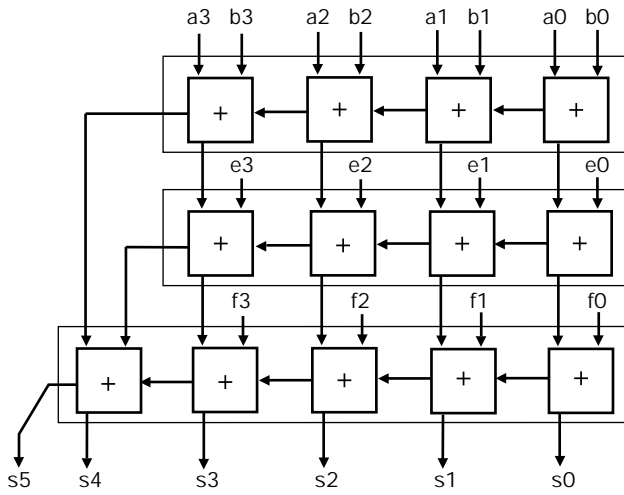 a3 b3 a2 b2 a1 b1 a0 b0
+ + + +
e3 e2 e1 e0
+ + + +
f3 f2 f1 f0
+ + + + +
s5 s4 s3 s2 s1 s0